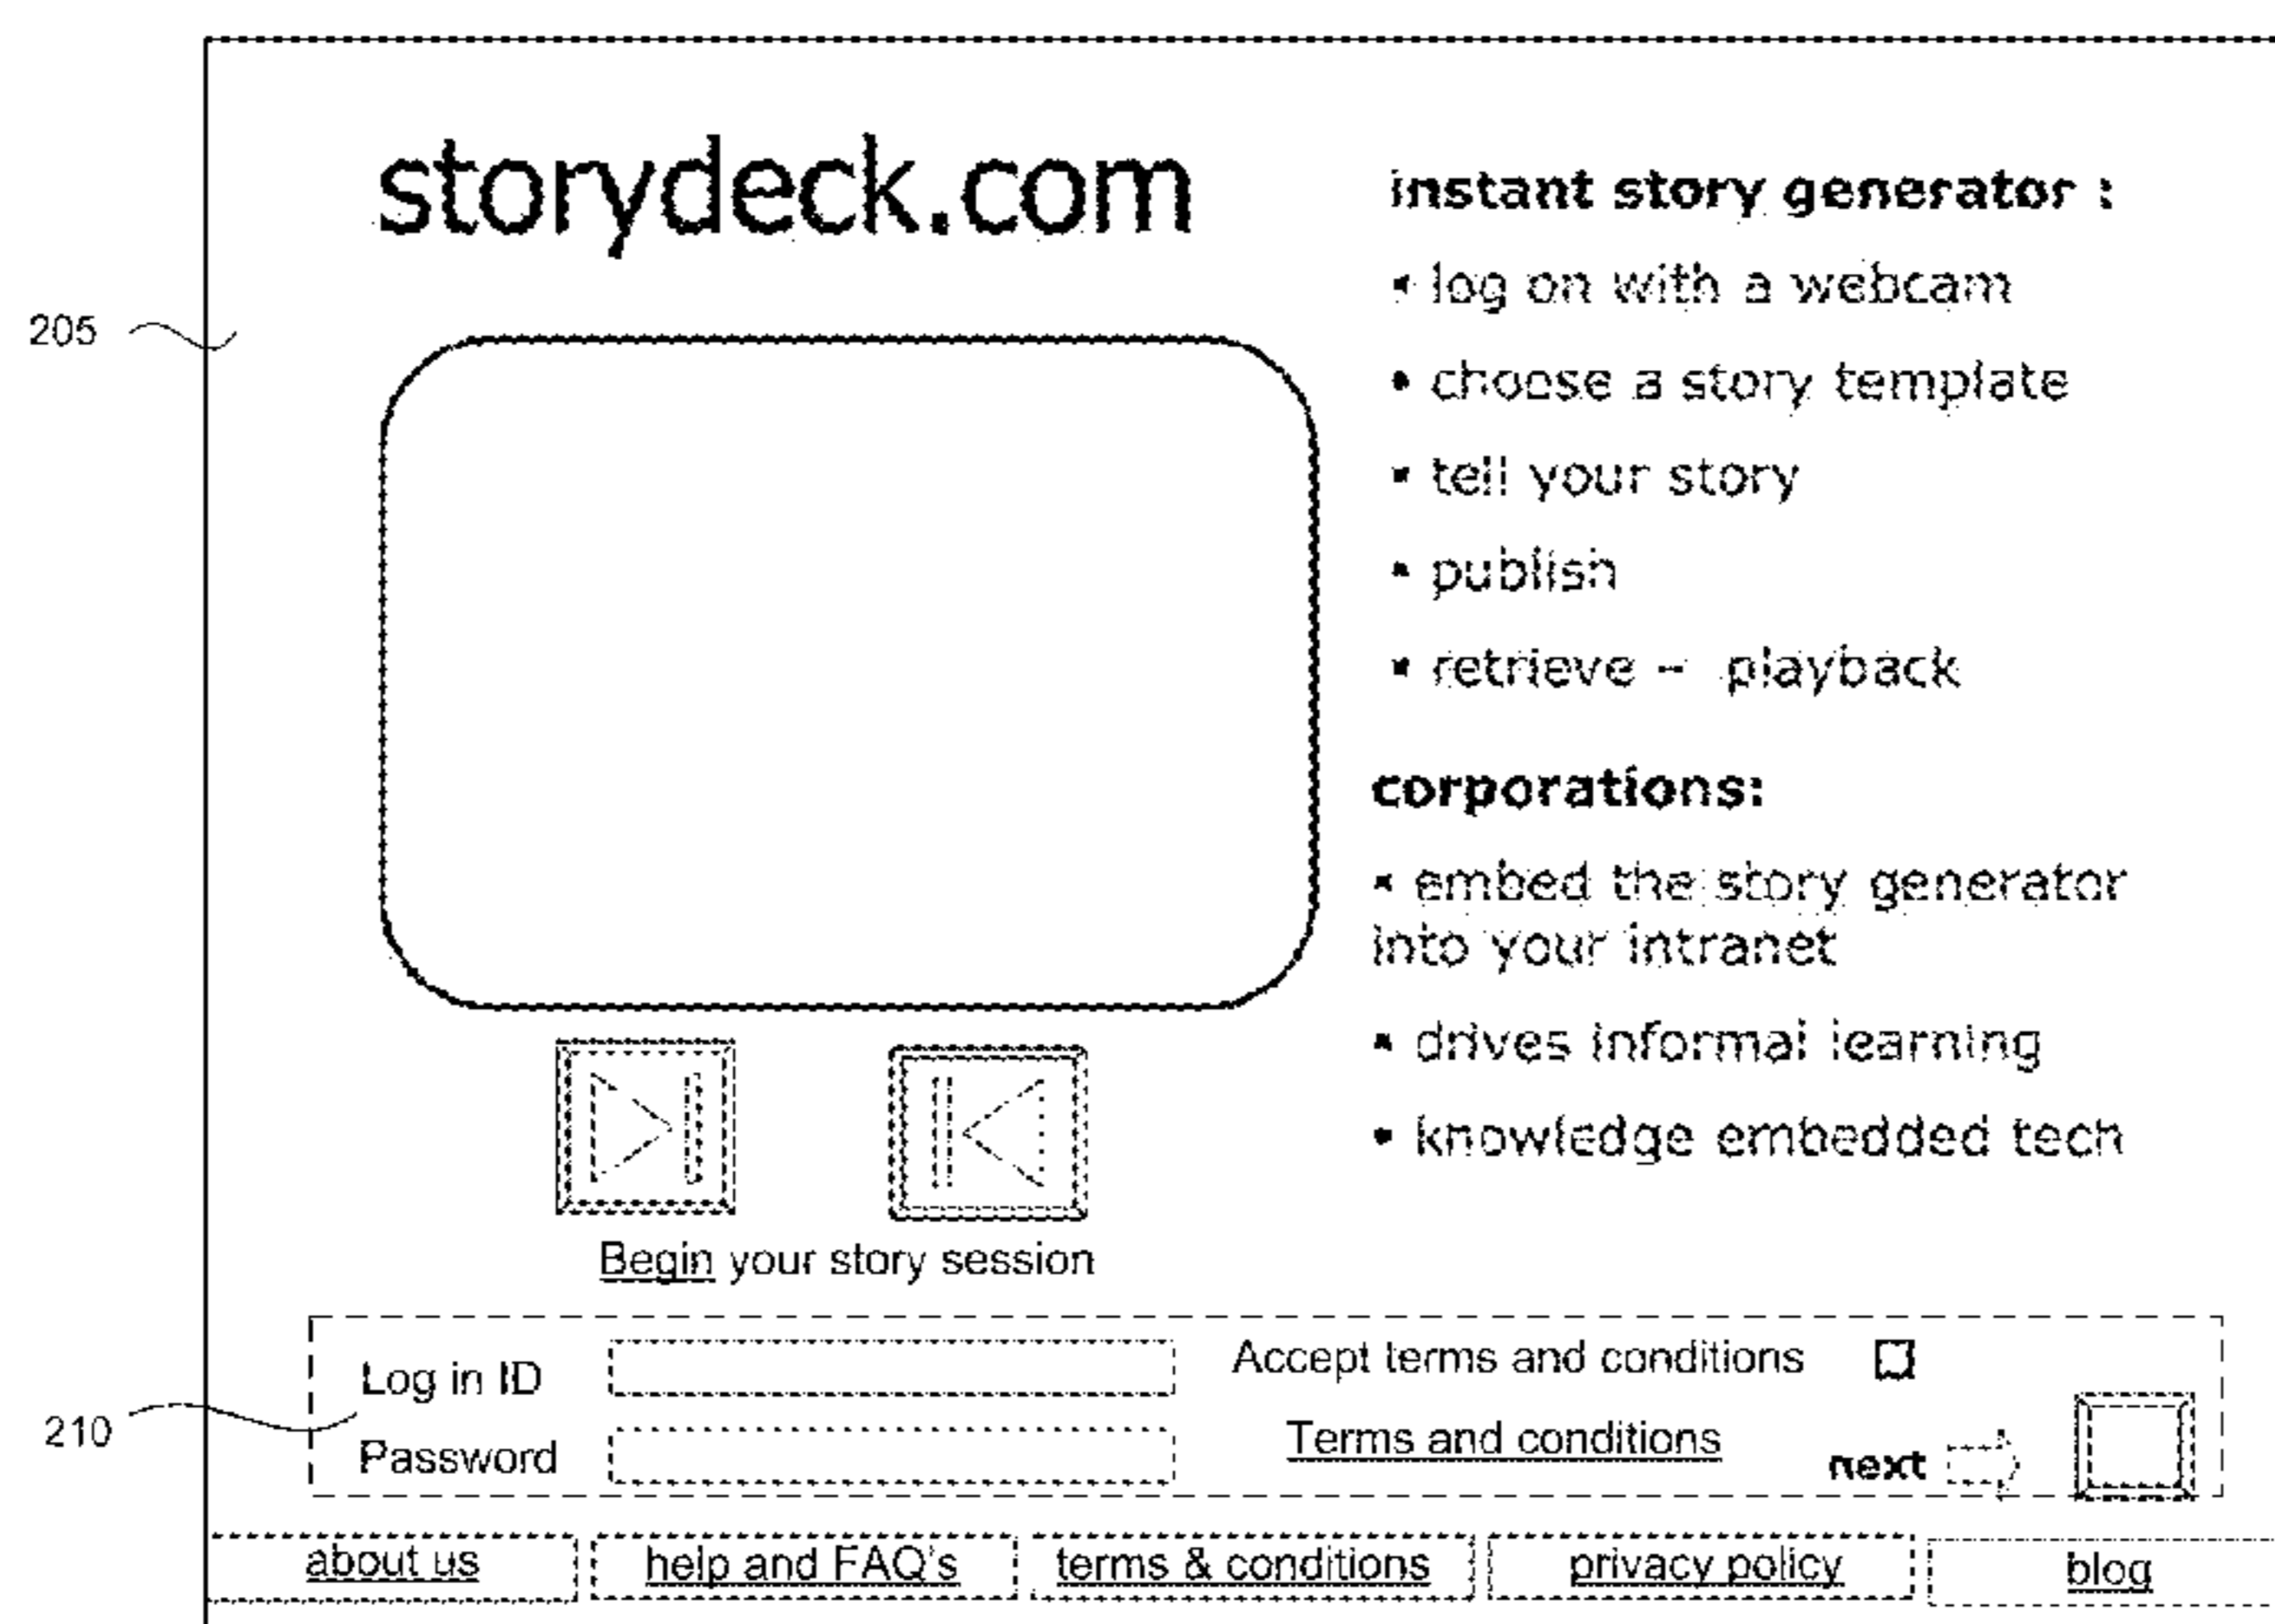 storydeck.com
instant story generator :
• log on with a webcam
• choose a story template
• tell your story
• publish
• retrieve – playback
205
corporations:
• embed the story generator
into your intranet
• drives informal learning
• knowledge embedded tech
Begin your story session
Log in ID
Accept terms and conditions
210
Password
Terms and conditions
next
about us
help and FAQ's
terms & conditions
privacy policy
blog